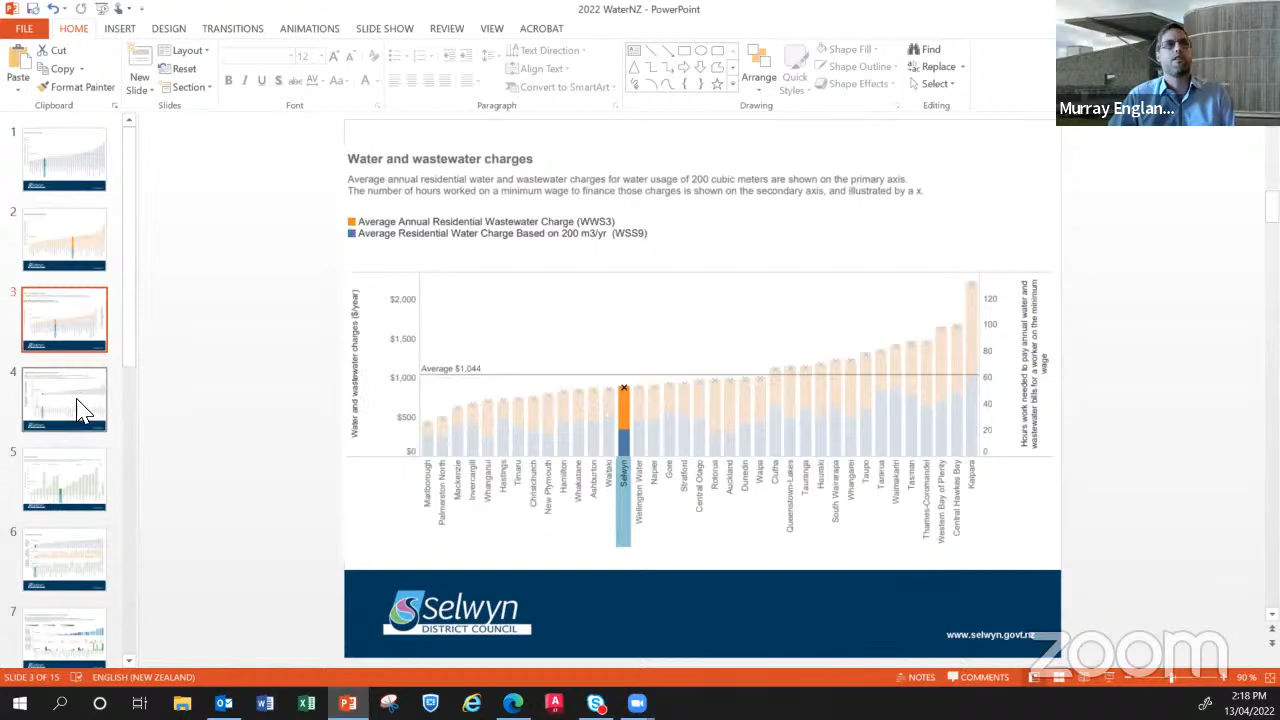 2022 WaterNZ - PowerPoint
FILE HOME INSERT DESIGN TRANSITIONS ANIMATIONS SLIDE SHOW REVIEW VIEW ACROBAT
Paste
Cut
Copy
Format Painter
Clipboard
New Slide
Layout
Reset
Section
Slides
12
Font
Text Direction
Align Text
Convert to SmartArt
Paragraph
Arrange
Quick Styles
Shape Fill
Shape Outline
Shape Effects
Drawing
Find
Replace
Select
Editing
Murray Englan...
1
2
3
4
5
6
7
Water and wastewater charges
Average annual residential water and wastewater charges for water usage of 200 cubic meters are shown on the primary axis.
The number of hours worked on a minimum wage to finance those charges is shown on the secondary axis, and illustrated by a x.
Average Annual Residential Wastewater Charge (WWS3)
Average Residential Water Charge Based on 200 m3/yr (WSS9)
Water and wastewater charges ($/year)
$2,000
$1,500
$1,000
$500
$0
Average $1,044
120
100
80
60
40
20
0
Hours work needed to pay annual water and
wastewater bills for a worker on the minimum
wage
Marlborough
Palmerston North
Mackenzie
Invercargill
Whanganui
Hastings
Timaru
Christchurch
New Plymouth
Hamilton
Whakatane
Ashburton
Waitaki
Selwyn
Wellington Water
Napier
Gore
Stratford
Central Otago
Rotorua
Auckland
Dunedin
Waipa
Clutha
Queenstown-Lakes
Tauranga
Hauraki
South Wairarapa
Whangarei
Taupo
Tararua
Waimakariri
Tasman
Thames-Coromandel
Western Bay of Plenty
Central Hawkes Bay
Kaipara
Selwyn
DISTRICT COUNCIL
www.selwyn.govt.nz
zoom
SLIDE 3 OF 15 ENGLISH (NEW ZEALAND) NOTES COMMENTS 90 %
2:18 PM
13/04/2022